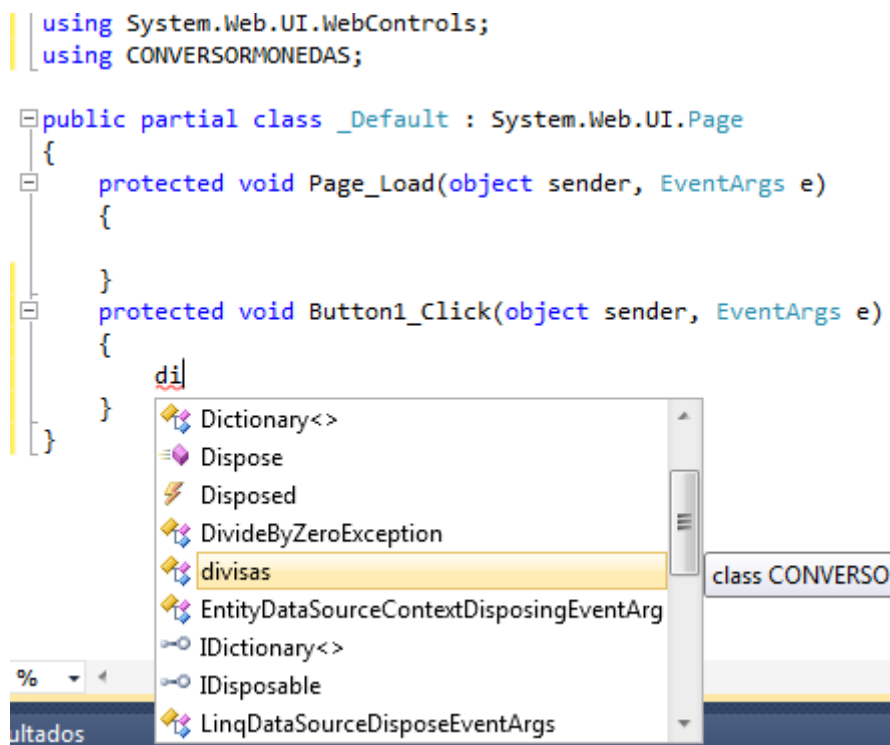 using System.Web.UI.WebControls;
using CONVERSORMONEDAS;
public partial class _Default : System.Web.UI.Page
{
protected void Page_Load(object sender, EventArgs e)
{
}
protected void Button1_Click(object sender, EventArgs e)
{
di
}
}
Dictionary<>
Dispose
Disposed
DivideByZeroException
divisas
class CONVERSO
EntityDataSourceContextDisposingEventArg
IDictionary<>
IDisposable
LinqDataSourceDisposeEventArgs
%
ultados